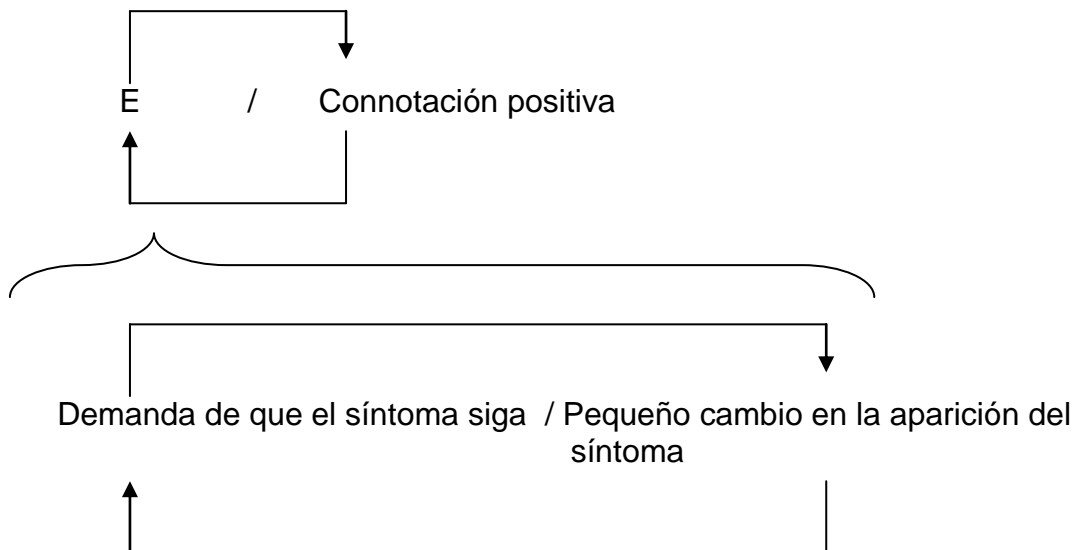 E / Connotación positiva
Demanda de que el síntoma siga / Pequeño cambio en la aparición del
síntoma